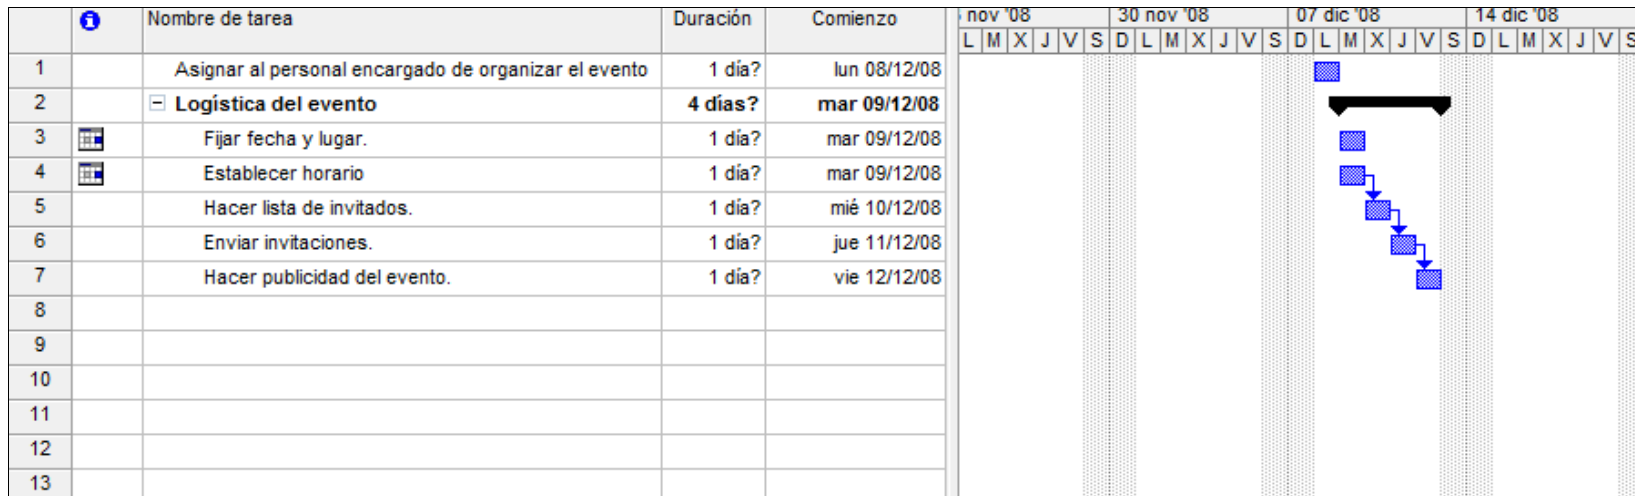 Nombre de tarea Duración Comienzo nov '08 30 nov '08 07 dic '08 14 dic '08
L M X J V S D L M X J V S D L M X J V S D L M X J V S
1 Asignar al personal encargado de organizar el evento 1 día? lun 08/12/08
2 Logística del evento 4 días? mar 09/12/08
3 Fijar fecha y lugar. 1 día? mar 09/12/08
4 Establecer horario 1 día? mar 09/12/08
5 Hacer lista de invitados. 1 día? mié 10/12/08
6 Enviar invitaciones. 1 día? jue 11/12/08
7 Hacer publicidad del evento. 1 día? vie 12/12/08
8
9
10
11
12
13